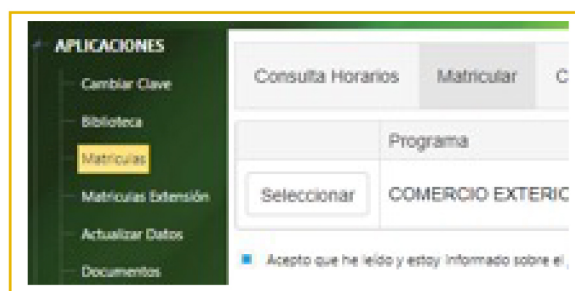 APLICACIONES
Cambiar Clave
Biblioteca
Matriculas
Matriculas Extensión
Actualizar Datos
Documentos
Consulta Horarios
Matricular
C
Programa
Seleccionar
COMERCIO EXTERIO
Acepto que he leído y estoy informado sobre el